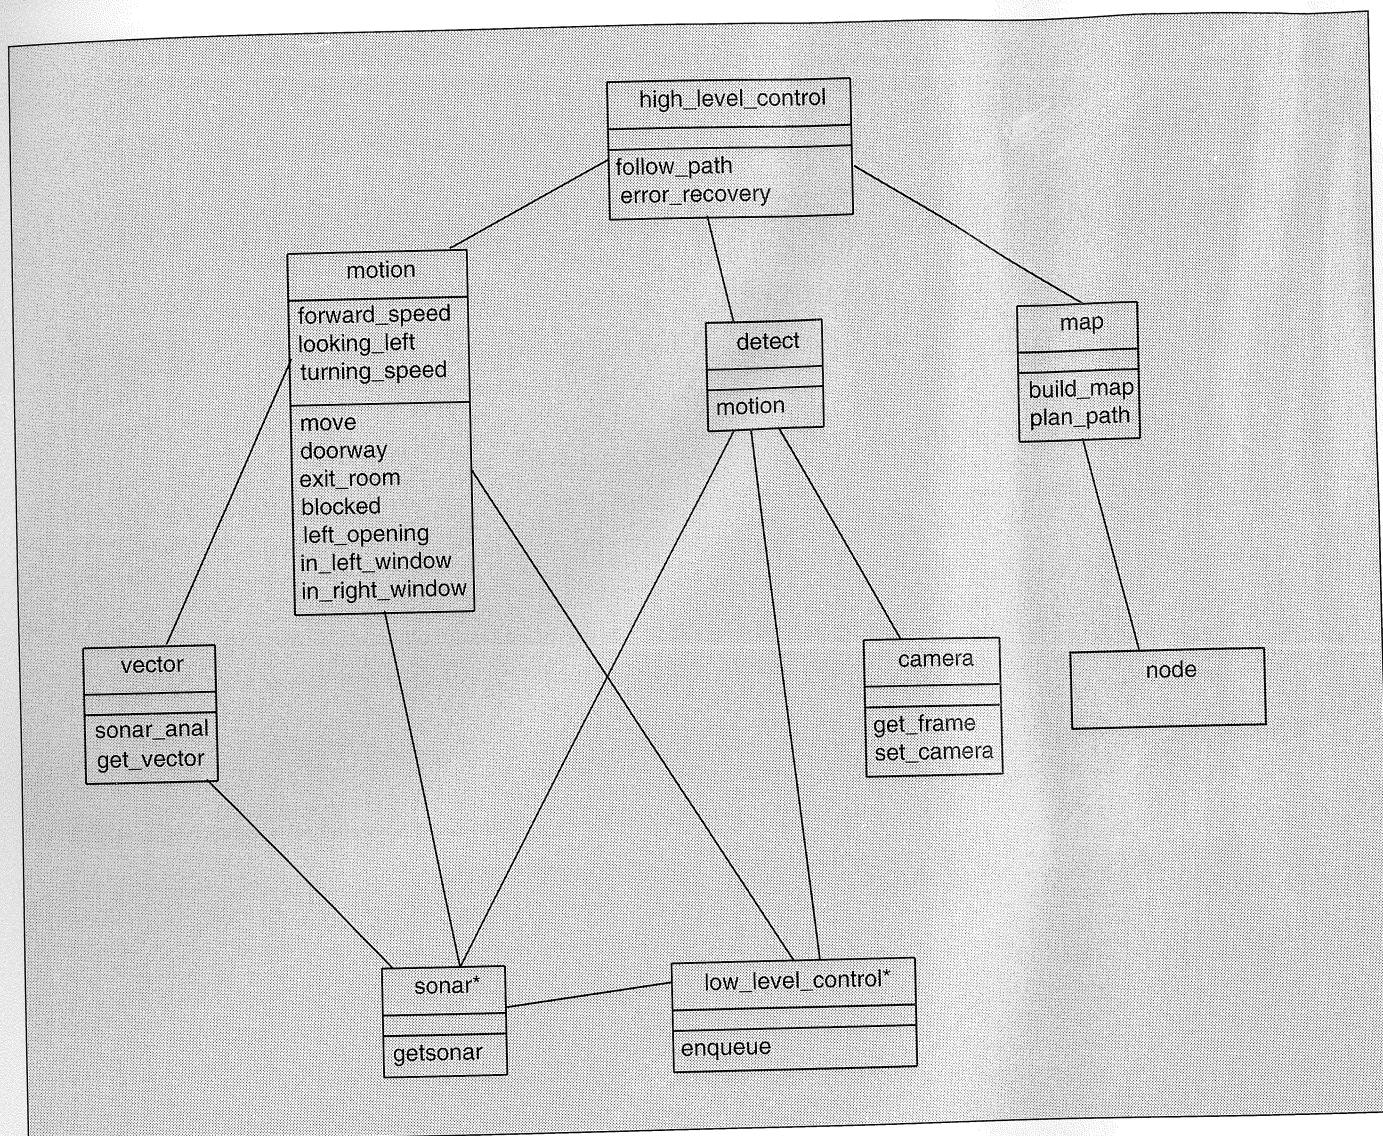 high_level_control
follow_path
error_recovery
motion
forward_speed
looking_left
turning_speed
move
doorway
exit_room
blocked
left_opening
in_left_window
in_right_window
detect
motion
map
build_map
plan_path
vector
sonar_anal
get_vector
camera
get_frame
set_camera
node
sonar*
getsonar
low_level_control*
enqueue